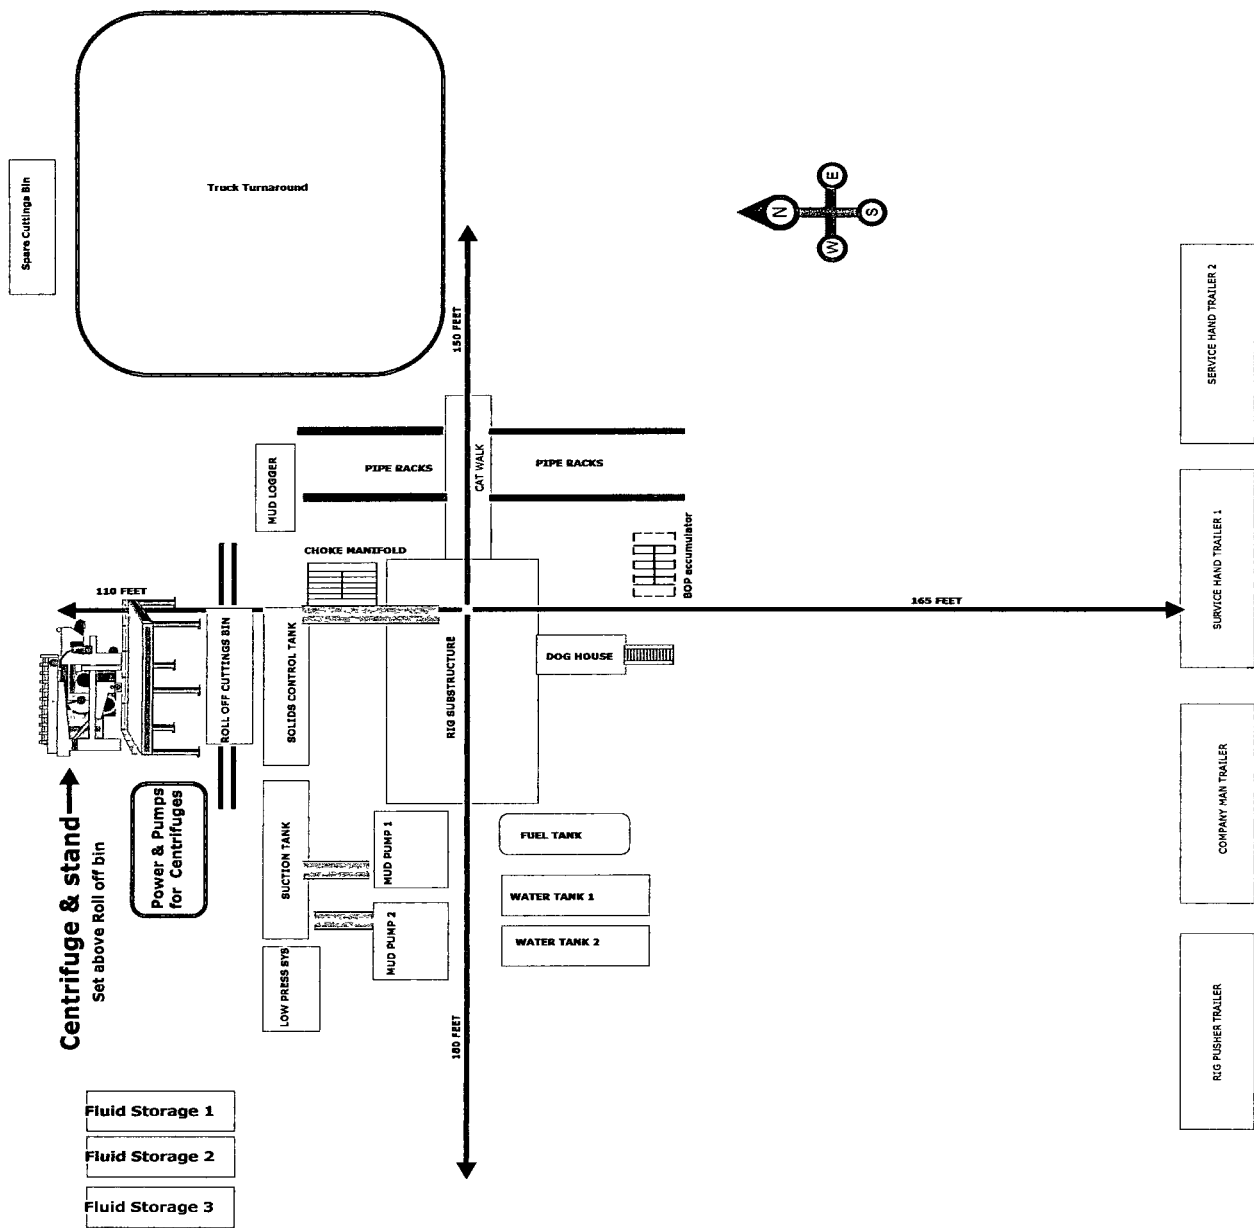 Spare Cuttinga Bin
Truck Turnaround
N
E
W
S
150 FEET
SERVICE HAND TRAILER 2
MUD LOGGER
PIPE RACKS
CAT WALK
PIPE RACKS
SURVICE HAND TRAILER 1
CHOKE MANIFOLD
BOP accumulator
110 FEET
165 FEET
ROLL OFF CUTTINGS BIN
SOLIDS CONTROL TANK
RIG SUBSTRUCTURE
DOG HOUSE
Centrifuge & stand
Set above Roll off bin
Power & Pumps
for Centrifuges
SUCTION TANK
MUD PUMP 1
FUEL TANK
COMPANY MAN TRAILER
WATER TANK 1
MUD PUMP 2
WATER TANK 2
LOW PRESS SYS
180 FEET
RIG PUSHER TRAILER
Fluid Storage 1
Fluid Storage 2
Fluid Storage 3